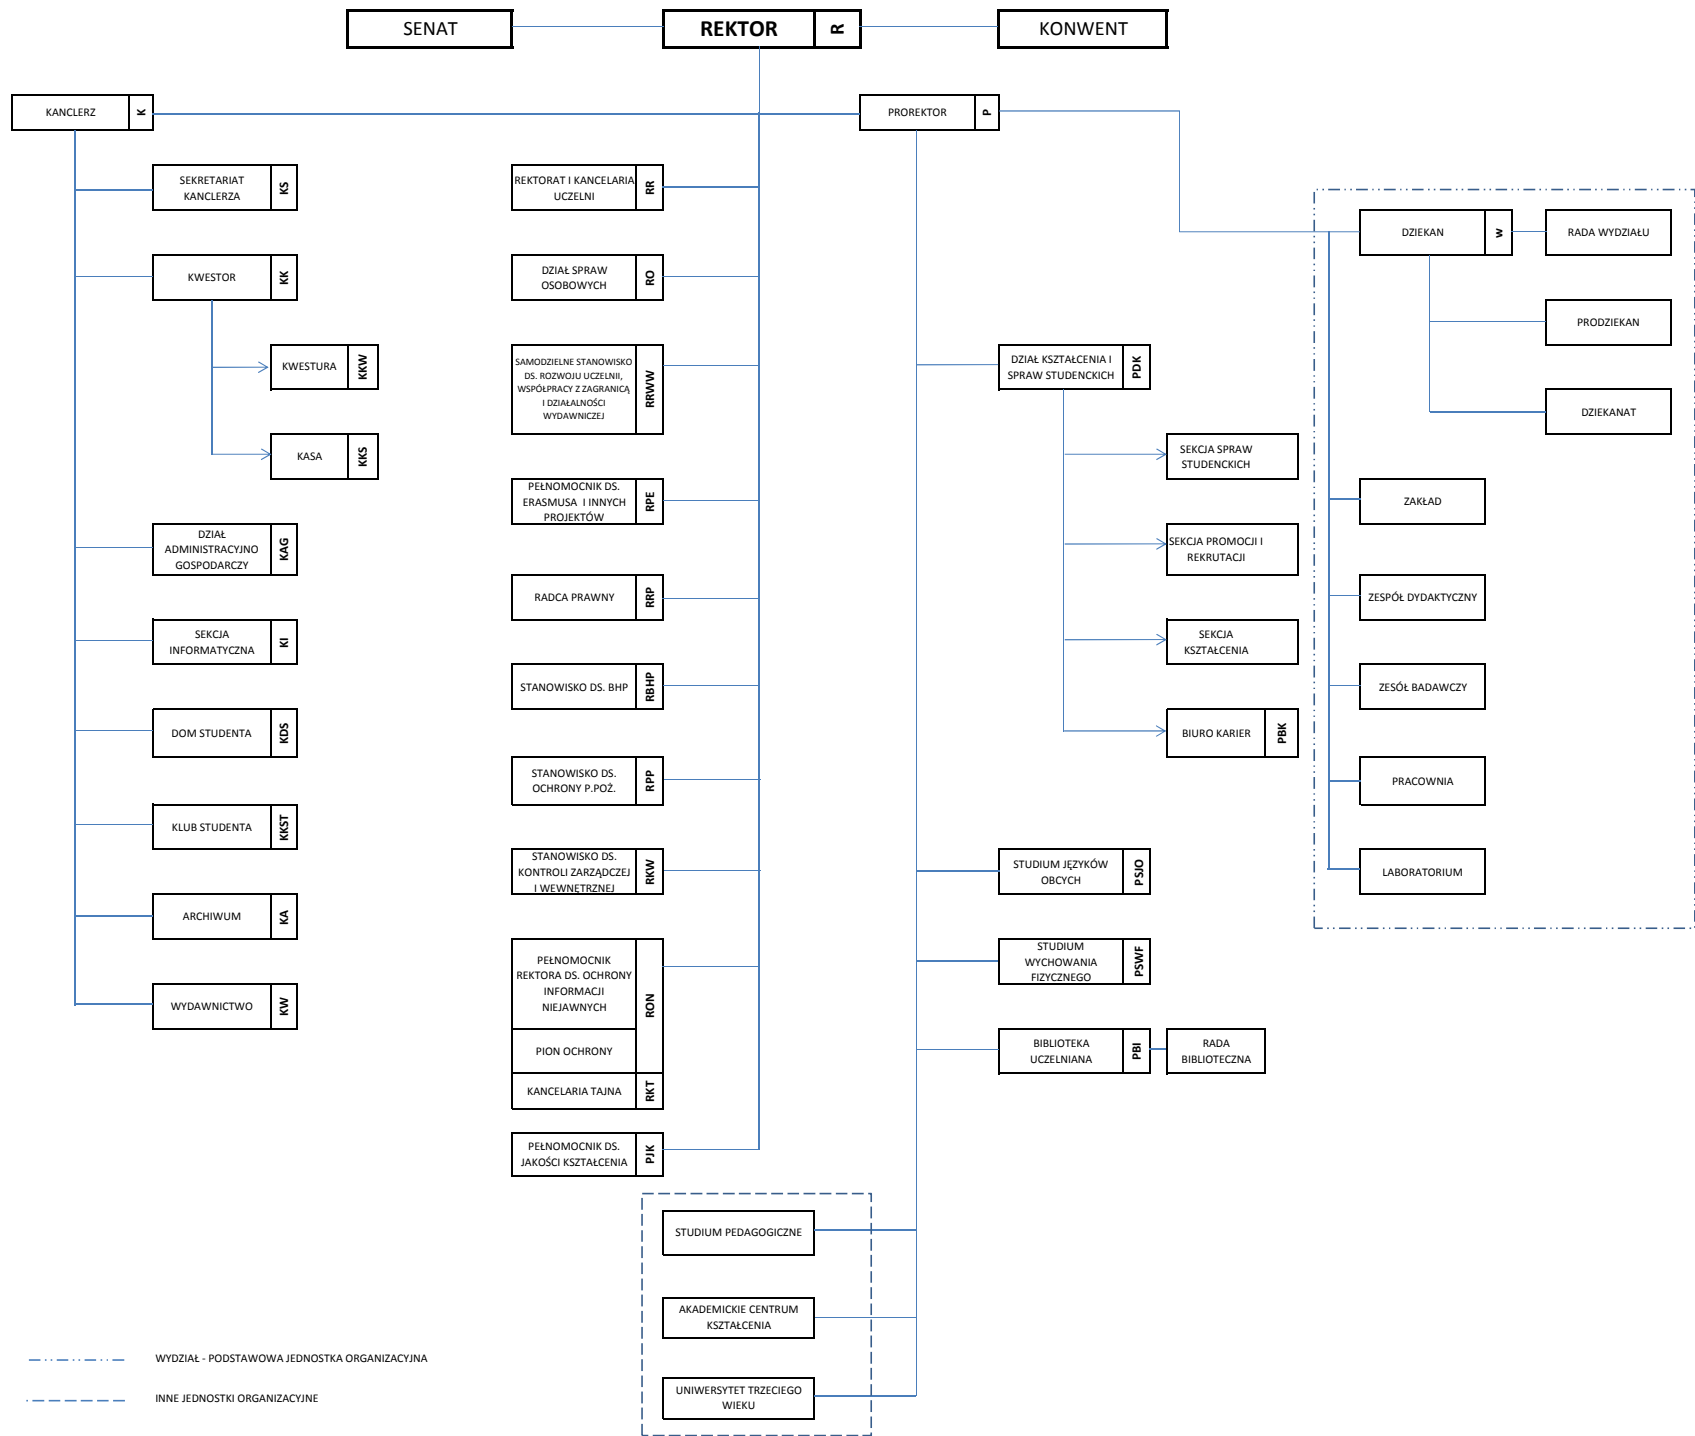 SENAT
REKTOR
R
KONWENT
KANCLERZ
K
PROREKTOR
P
SEKRETARIAT
KANCLERZA
KS
KWESTOR
KK
KWESTURA
KKW
KASA
KKS
DZIAŁ
ADMINISTRACYJNO
GOSPODARCZY
KAG
SEKCJA
INFORMATYCZNA
KI
DOM STUDENTA
KDS
KLUB STUDENTA
KKST
ARCHIWUM
KA
WYDAWNICTWO
KW
REKTORAT I KANCELARIA
UCZELNI
RR
DZIAŁ SPRAW
OSOBOWYCH
RO
SAMODZIELNE STANOWISKO
DS. ROZWOJU UCZELNII,
WSPÓŁPRACY Z ZAGRANICĄ
I DZIAŁALNOŚCI
WYDAWNICZEJ
RRWW
PEŁNOMOCNIK DS.
ERASMUSA I INNYCH
PROJEKTÓW
RPE
RADCA PRAWNY
RRP
STANOWISKO DS. BHP
RBHP
STANOWISKO DS.
OCHRONY P.POŻ.
RPP
STANOWISKO DS.
KONTROLI ZARZĄDCZEJ
I WEWNĘTRZNEJ
RKW
PEŁNOMOCNIK
REKTORA DS. OCHRONY
INFORMACJI
NIEJAWNYCH
RON
PION OCHRONY
KANCELARIA TAJNA
RKT
PEŁNOMOCNIK DS.
JAKOŚCI KSZTAŁCENIA
PJK
DZIAŁ KSZTAŁCENIA I
SPRAW STUDENCKICH
PDK
SEKCJA SPRAW
STUDENCKICH
SEKCJA PROMOCJI I
REKRUTACJI
SEKCJA
KSZTAŁCENIA
BIURO KARIER
PBK
STUDIUM JĘZYKÓW
OBCYCH
PSJO
STUDIUM
WYCHOWANIA
FIZYCZNEGO
PSWF
BIBLIOTEKA
UCZELNIANA
PBI
RADA
BIBLIOTECZNA
DZIEKAN
W
RADA WYDZIAŁU
PRODZIEKAN
DZIEKANAT
ZAKŁAD
ZESPÓŁ DYDAKTYCZNY
ZESÓŁ BADAWCZY
PRACOWNIA
LABORATORIUM
STUDIUM PEDAGOGICZNE
AKADEMICKIE CENTRUM
KSZTAŁCENIA
UNIWERSYTET TRZECIEGO
WIEKU
WYDZIAŁ - PODSTAWOWA JEDNOSTKA ORGANIZACYJNA
INNE JEDNOSTKI ORGANIZACYJNE